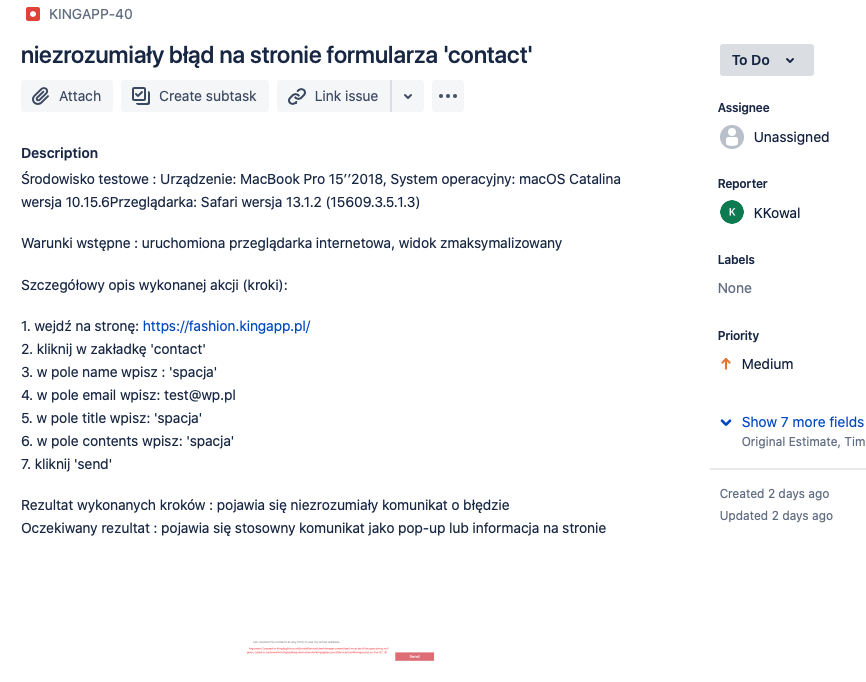 KINGAPP-40
niezrozumiały błąd na stronie formularza 'contact'
To Do
Attach
Create subtask
Link issue
Assignee
Unassigned
Description
Środowisko testowe : Urządzenie: MacBook Pro 15’’2018, System operacyjny: macOS Catalina
wersja 10.15.6Przeglądarka: Safari wersja 13.1.2 (15609.3.5.1.3)
Reporter
K
KKowal
Warunki wstępne : uruchomiona przeglądarka internetowa, widok zmaksymalizowany
Labels
None
Szczegółowy opis wykonanej akcji (kroki):
Priority
Medium
1. wejdź na stronę: https://fashion.kingapp.pl/
2. kliknij w zakładkę 'contact'
3. w pole name wpisz : 'spacja'
4. w pole email wpisz: test@wp.pl
5. w pole title wpisz: 'spacja'
6. w pole contents wpisz: 'spacja'
7. kliknij 'send'
Show 7 more fields
Original Estimate, Tim
Created 2 days ago
Updated 2 days ago
Rezultat wykonanych kroków : pojawia się niezrozumiały komunikat o błędzie
Oczekiwany rezultat : pojawia się stosowny komunikat jako pop-up lub informacja na stronie
Send